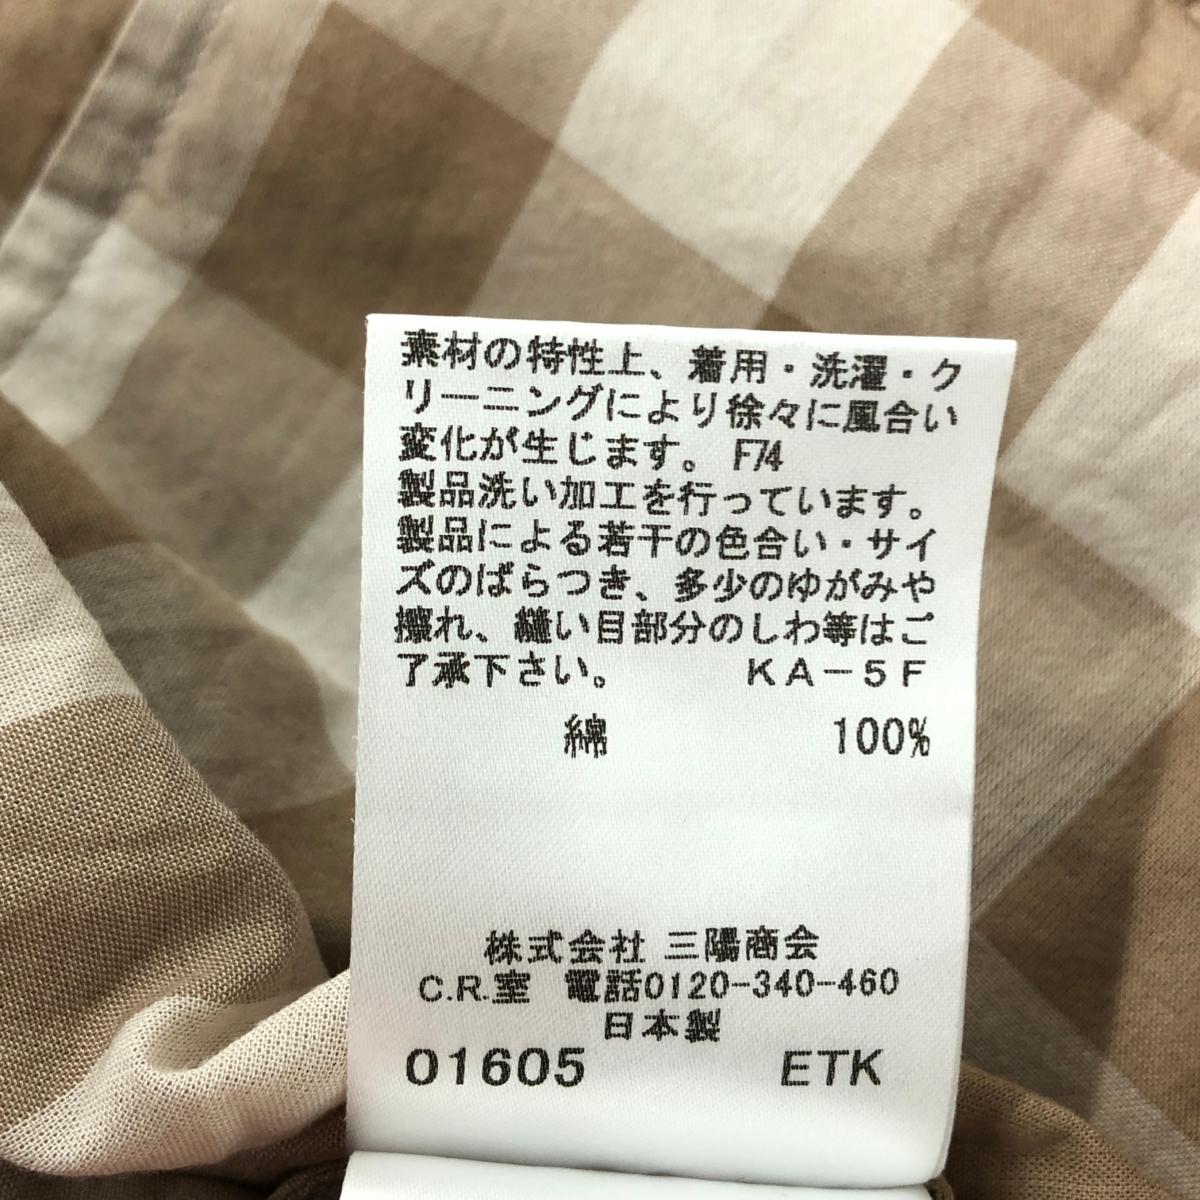 素材の特性上、着用・洗濯・ク
リーニングにより徐々に風合い
変化が生じます。 F74
製品洗い加工を行っています。
製品による若干の色合い・サイ
ズのばらつき、多少のゆがみや
擦れ、縫い目部分のしわ等はご
了承下さい。 KA-5F
綿 100%
株式会社 三陽商会
C.R.室 電話0120-340-460
日本製
01605 ETK